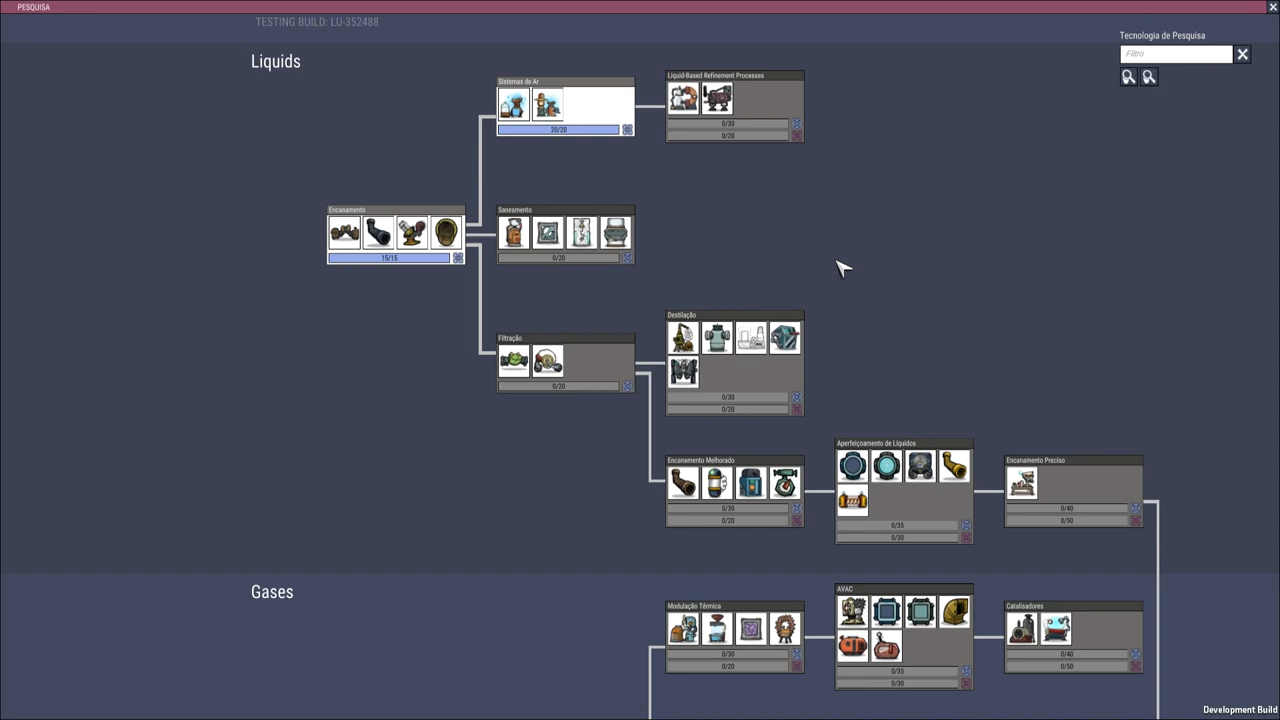 PESQUISA
TESTING BUILD: LU-352488
Tecnologia de Pesquisa
Filtro
Liquids
Sistemas de Ar
20/20
Liquid-Based Refinement Processes
0/30
0/20
Encanamento
15/15
Saneamento
0/20
Filtração
0/20
Destilação
0/30
0/20
Encanamento Melhorado
0/30
0/20
Aperfeiçoamento de Líquidos
0/35
0/30
Encanamento Preciso
0/40
0/50
Gases
Modulação Térmica
0/30
0/20
AVAC
0/35
0/30
Catalisadores
0/40
0/50
Development Build